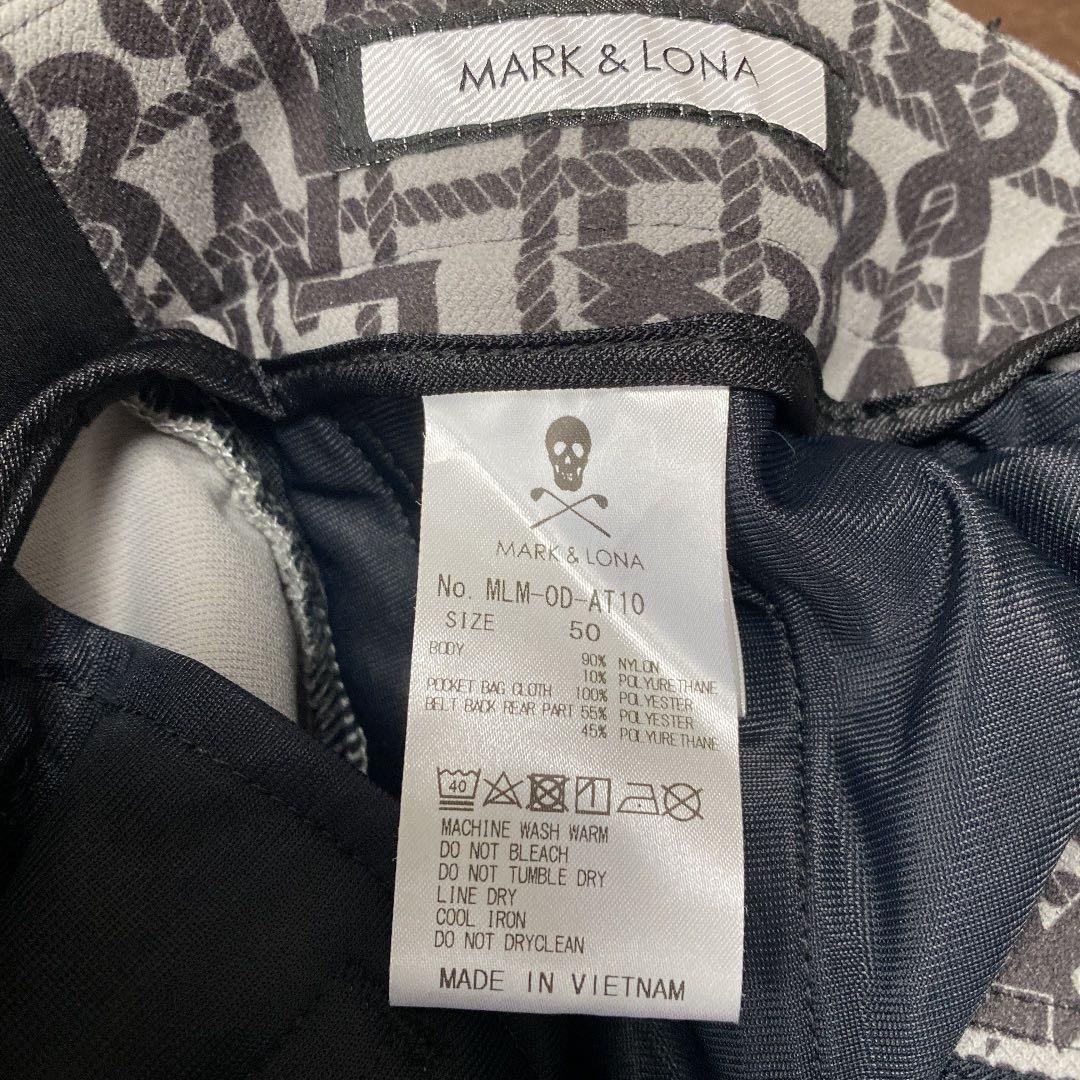 MARK & LONA
MARK & LONA
No. MLM-OD-AT10
SIZE 50
BODY 90% NYLON
10% POLYURETHANE
POCKET BAG CLOTH 100% POLYESTER
BELT BACK REAR PART 55% POLYESTER
45% POLYURETHANE
40
MACHINE WASH WARM
DO NOT BLEACH
DO NOT TUMBLE DRY
LINE DRY
COOL IRON
DO NOT DRYCLEAN
MADE IN VIETNAM